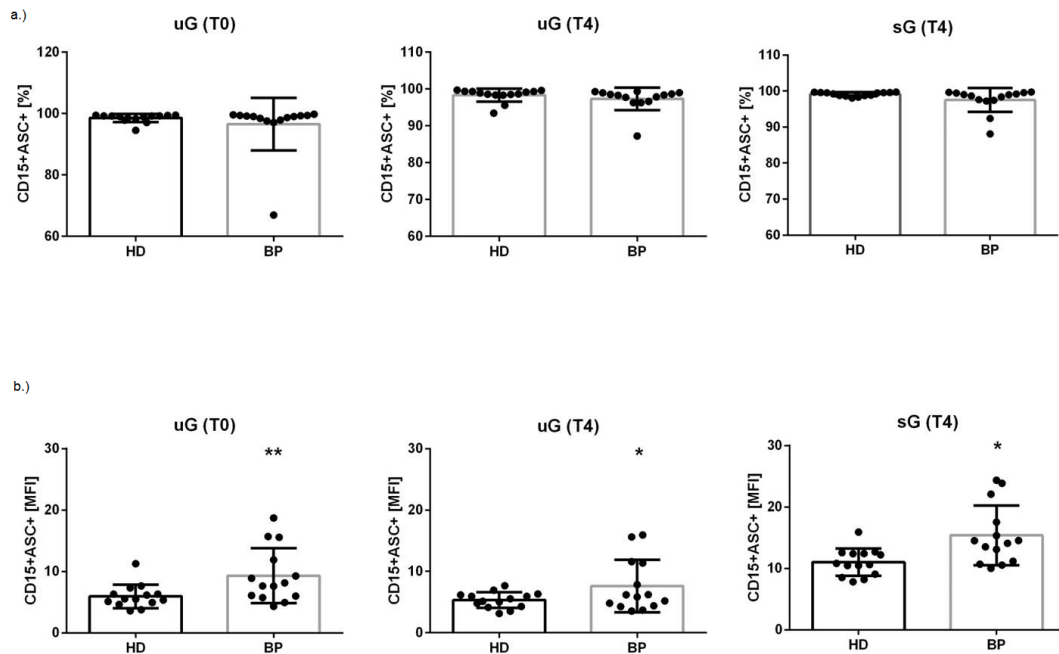 a.)
uG (T0)
CD15+ASC+ [%]
120
100
80
60
HD
BP
uG (T4)
CD15+ASC+ [%]
110
100
90
80
70
60
HD
BP
sG (T4)
CD15+ASC+ [%]
110
100
90
80
70
60
HD
BP
b.)
uG (T0)
CD15+ASC+ [MFI]
30
20
10
0
**
HD
BP
uG (T4)
CD15+ASC+ [MFI]
30
20
10
0
*
HD
BP
sG (T4)
CD15+ASC+ [MFI]
30
20
10
0
*
HD
BP